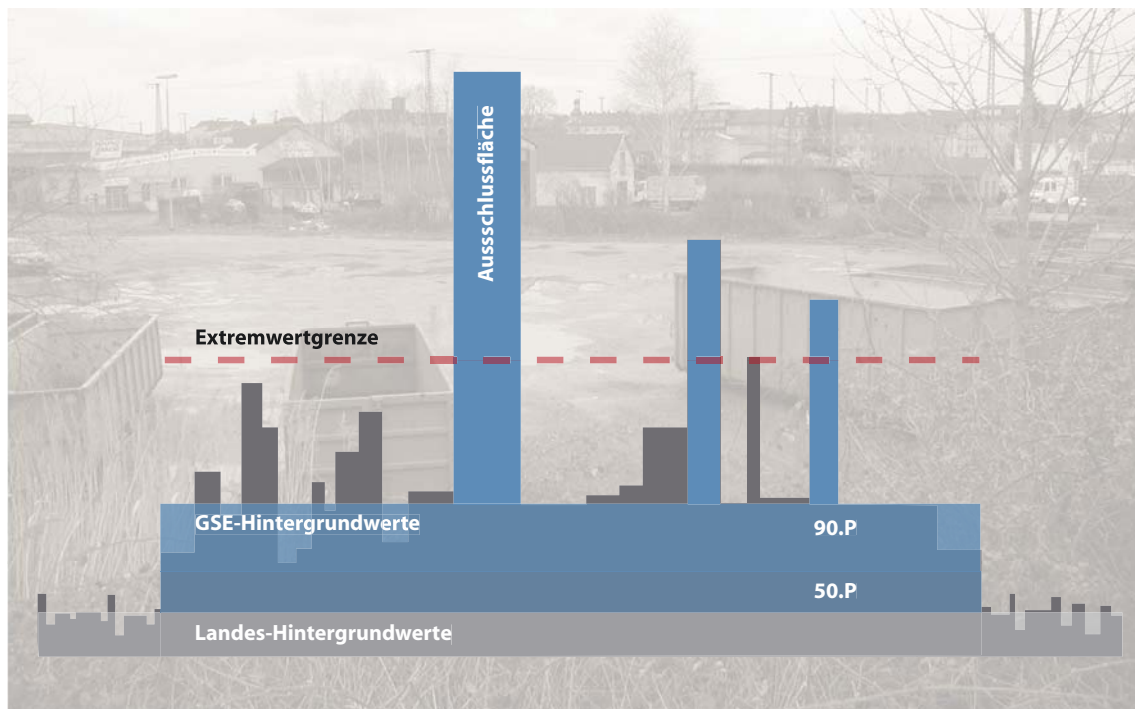 Ausschlussfläche
Extremwertgrenze
GSE-Hintergrundwerte
90.P
50.P
Landes-Hintergrundwerte